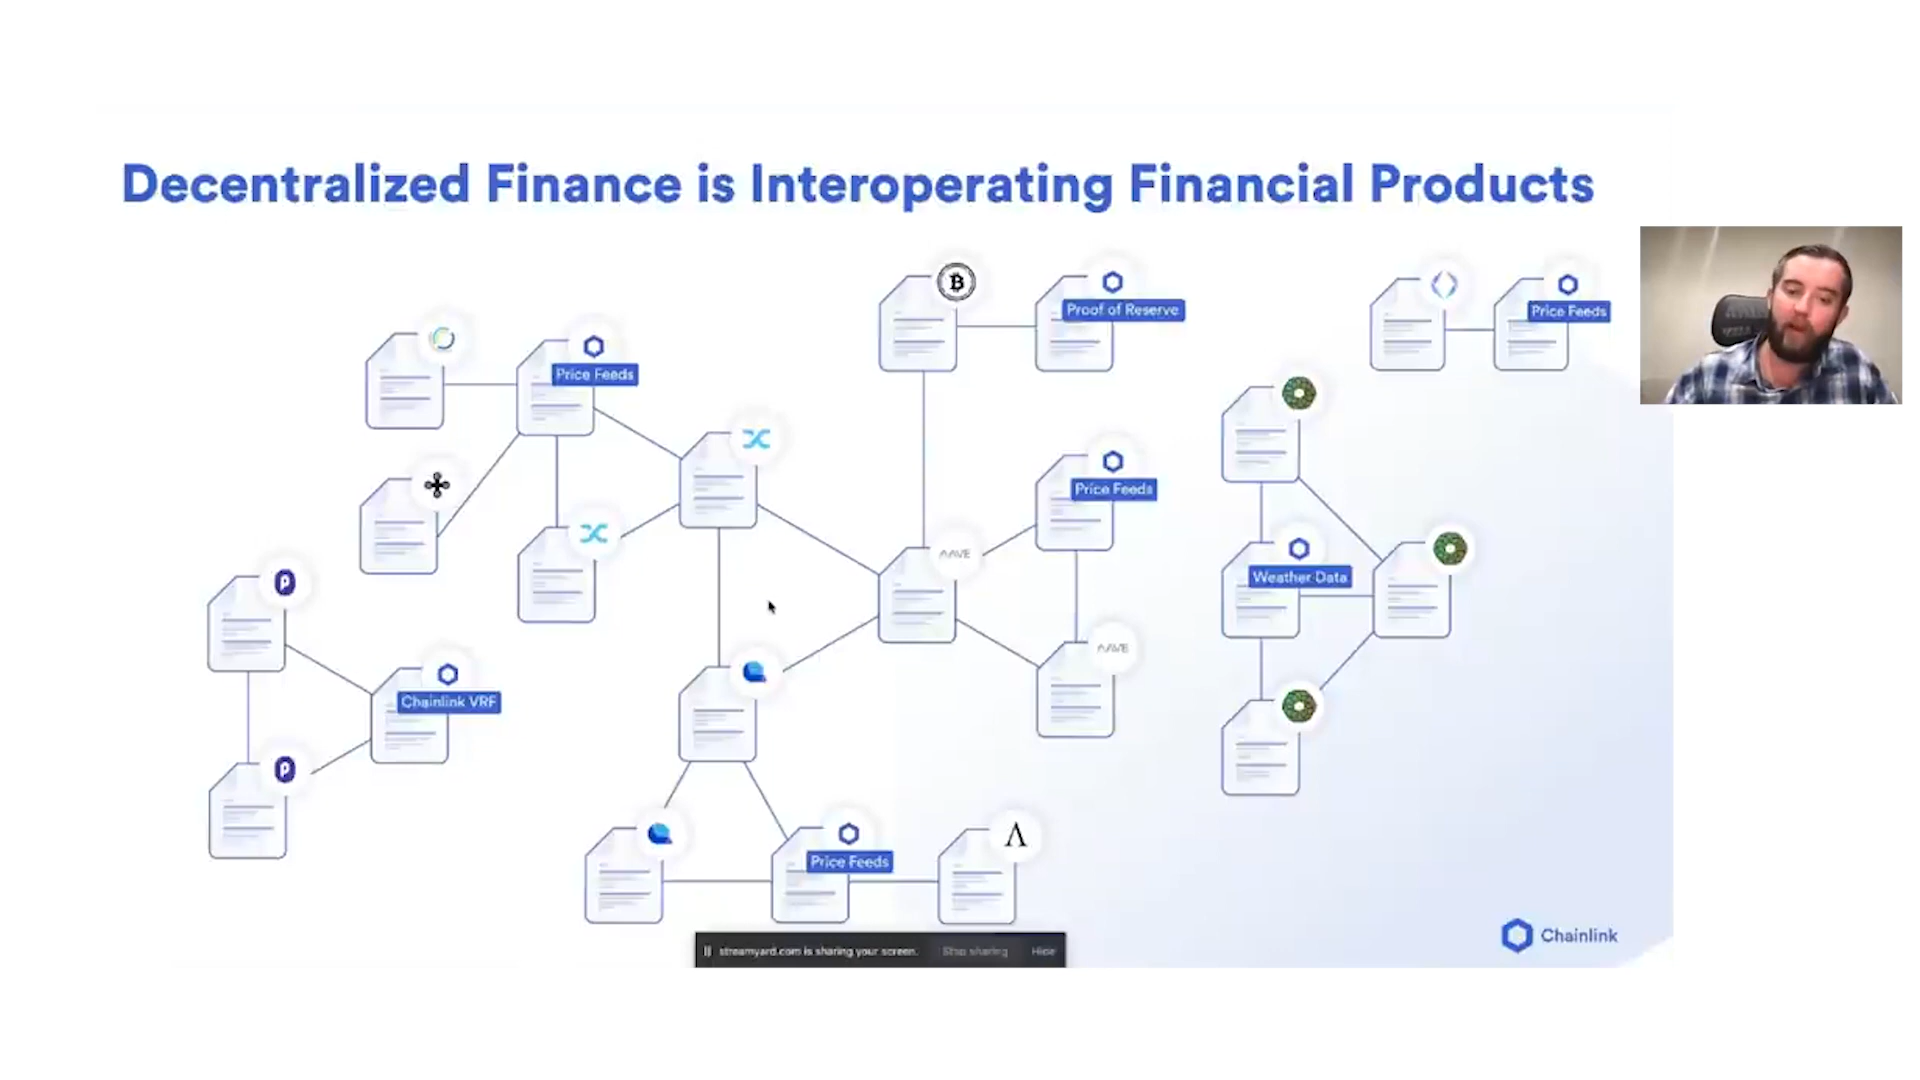 Decentralized Finance is Interoperating Financial Products
B
Proof of Reserve
Price Feeds
Price Feeds
Price Feeds
AAVE
Weather Data
P
Chainlink VRF
AAVE
P
Price Feeds
Λ
Chainlink
streamyard.com is sharing your screen. Stop sharing Hide